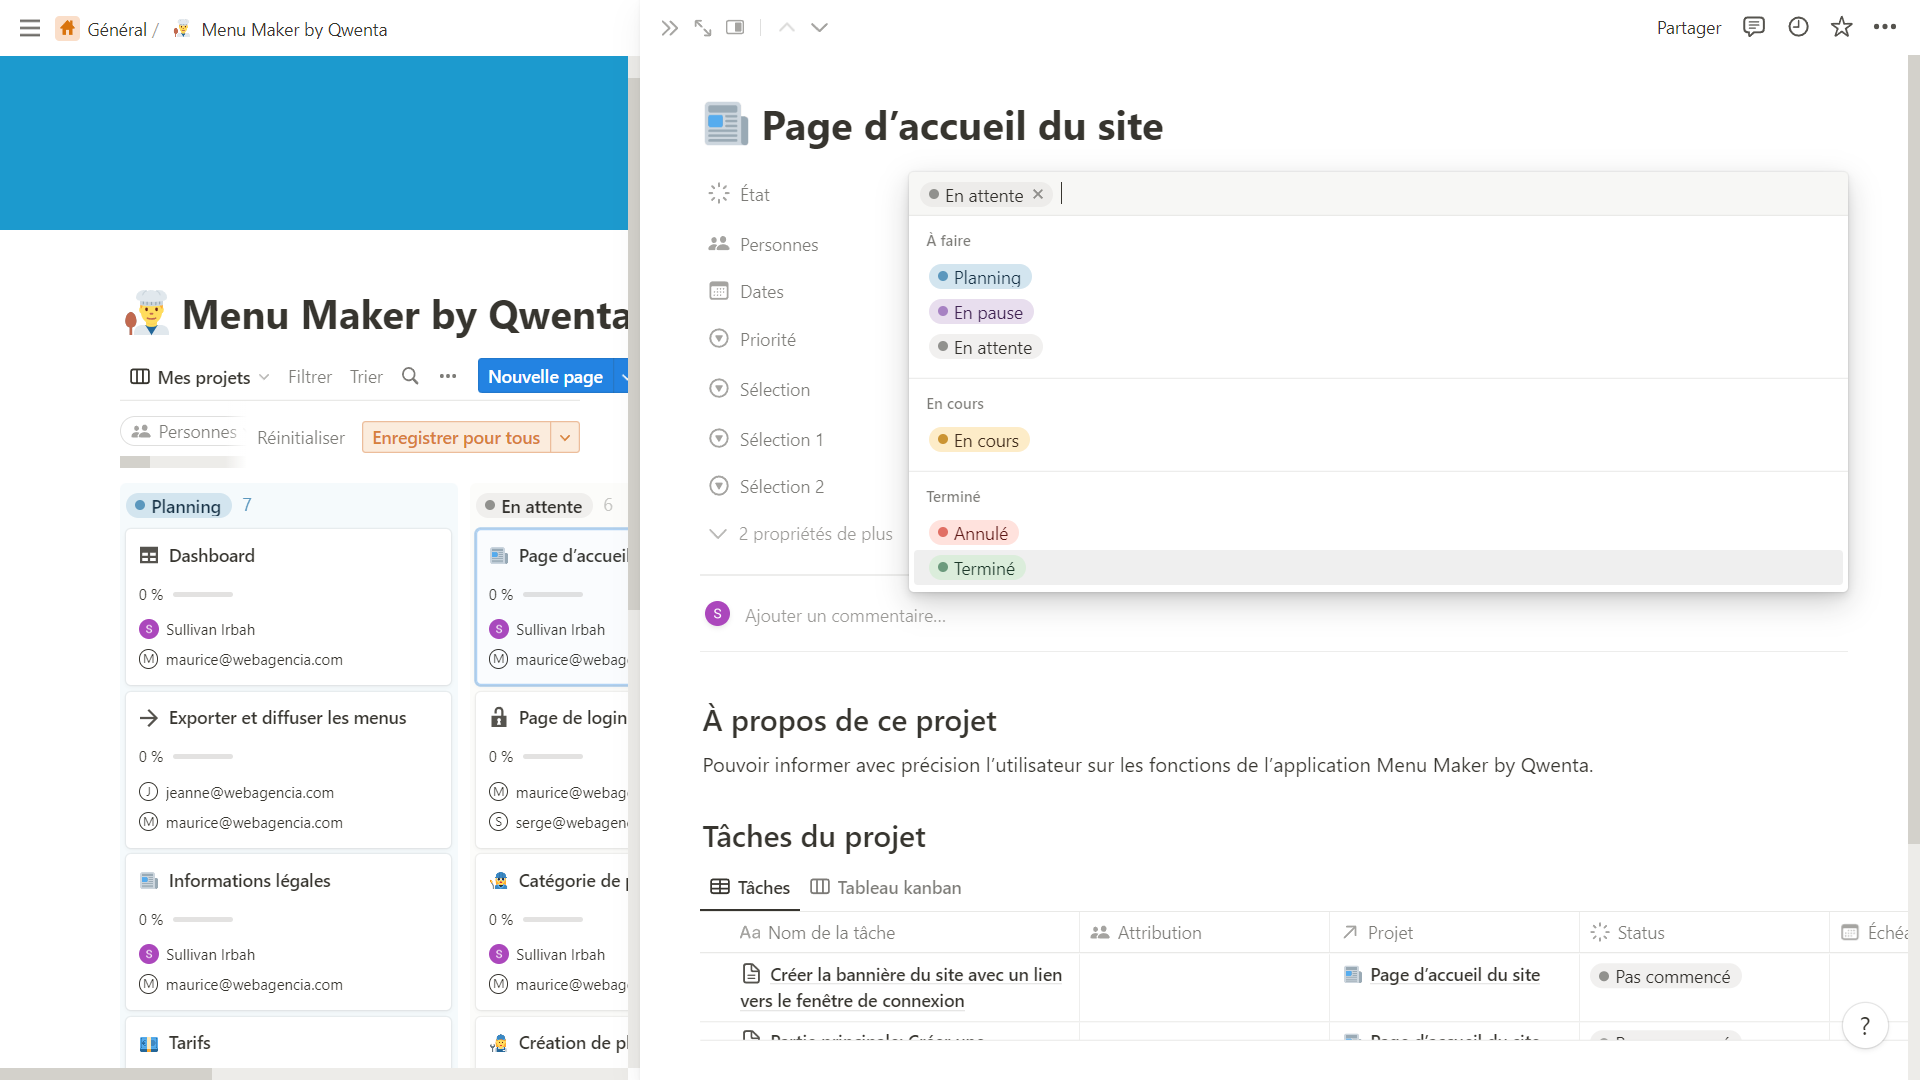 Général / Menu Maker by Qwenta
Menu Maker by Qwenta
Mes projets Filtrer Trier Nouvelle page
Personnes Réinitialiser Enregistrer pour tous
Planning 7
Dashboard
0 %
S Sullivan Irbah
M maurice@webagencia.com
Exporter et diffuser les menus
0 %
J jeanne@webagencia.com
M maurice@webagencia.com
Informations légales
0 %
S Sullivan Irbah
M maurice@webagencia.com
Tarifs
En attente 6
Page d’accueil
0 %
S Sullivan Irbah
M maurice@webag
Page de login
0 %
M maurice@webag
S serge@webagen
Catégorie de p
0 %
S Sullivan Irbah
M maurice@webag
Création de pl
Partager
Page d’accueil du site
État
Personnes
Dates
Priorité
Sélection
Sélection 1
Sélection 2
2 propriétés de plus
En attente
À faire
Planning
En pause
En attente
En cours
En cours
Terminé
Annulé
Terminé
S Ajouter un commentaire...
À propos de ce projet
Pouvoir informer avec précision l’utilisateur sur les fonctions de l’application Menu Maker by Qwenta.
Tâches du projet
Tâches Tableau kanban
Aa Nom de la tâche Attribution Projet Status Échéa
Créer la bannière du site avec un lien
vers le fenêtre de connexion
Page d’accueil du site Pas commencé
Partie principale: Créer une Page d’accueil du site
?